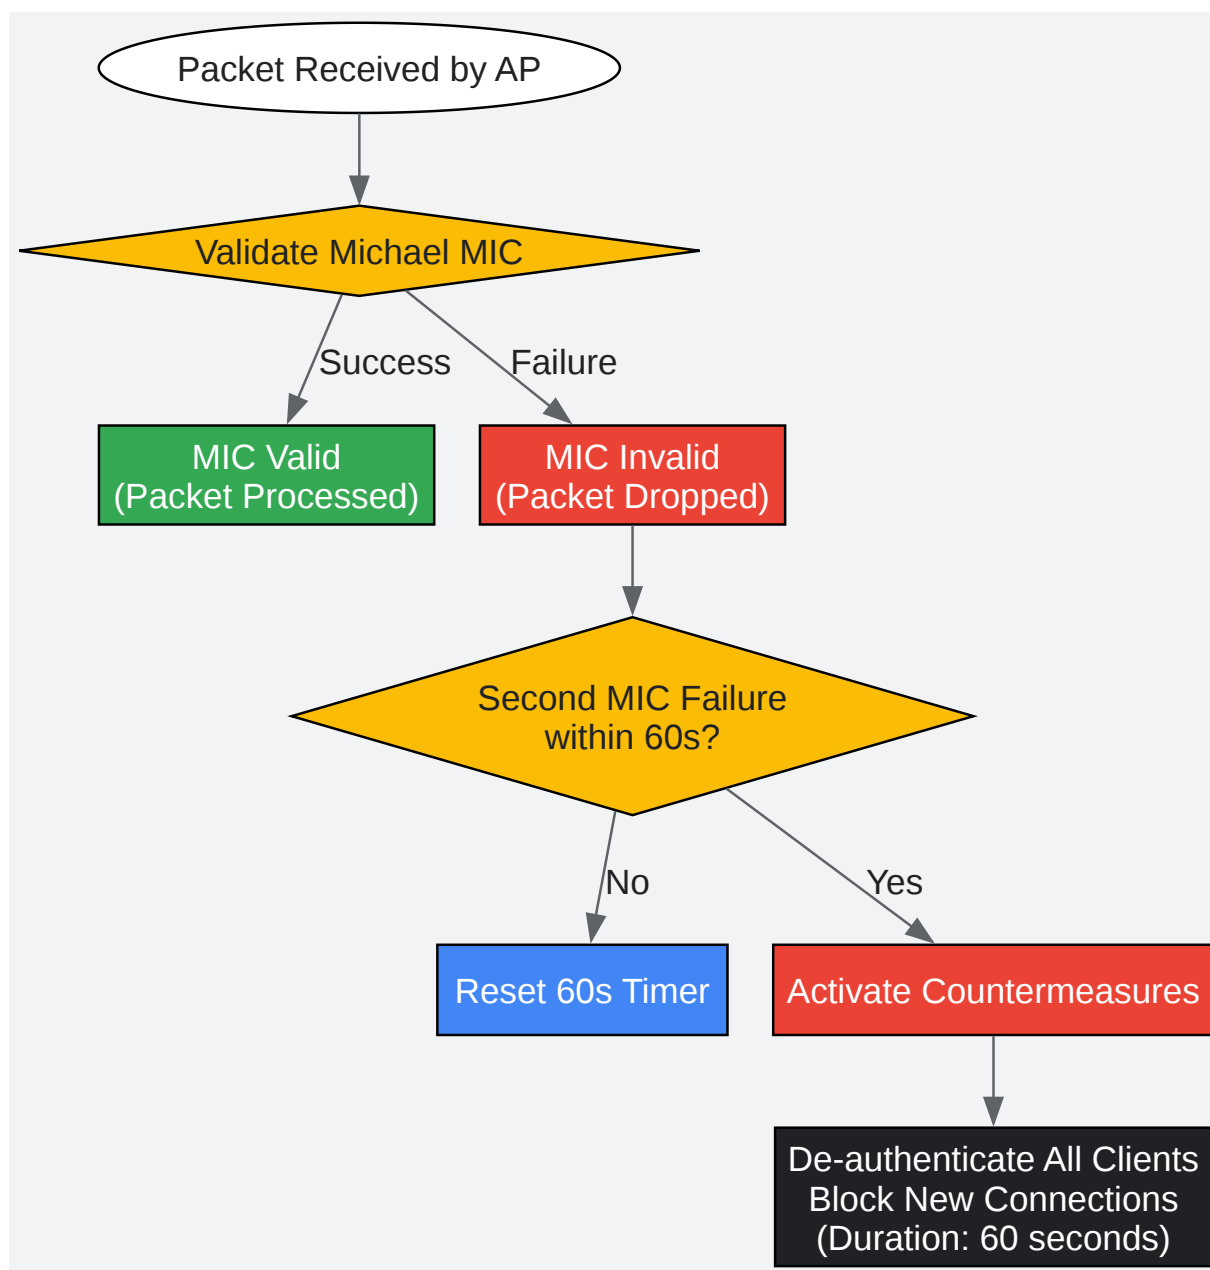 Packet Received by AP
Validate Michael MIC
Success
Failure
MIC Valid
(Packet Processed)
MIC Invalid
(Packet Dropped)
Second MIC Failure
within 60s?
No
Yes
Reset 60s Timer
Activate Countermeasures
De-authenticate All Clients
Block New Connections
(Duration: 60 seconds)